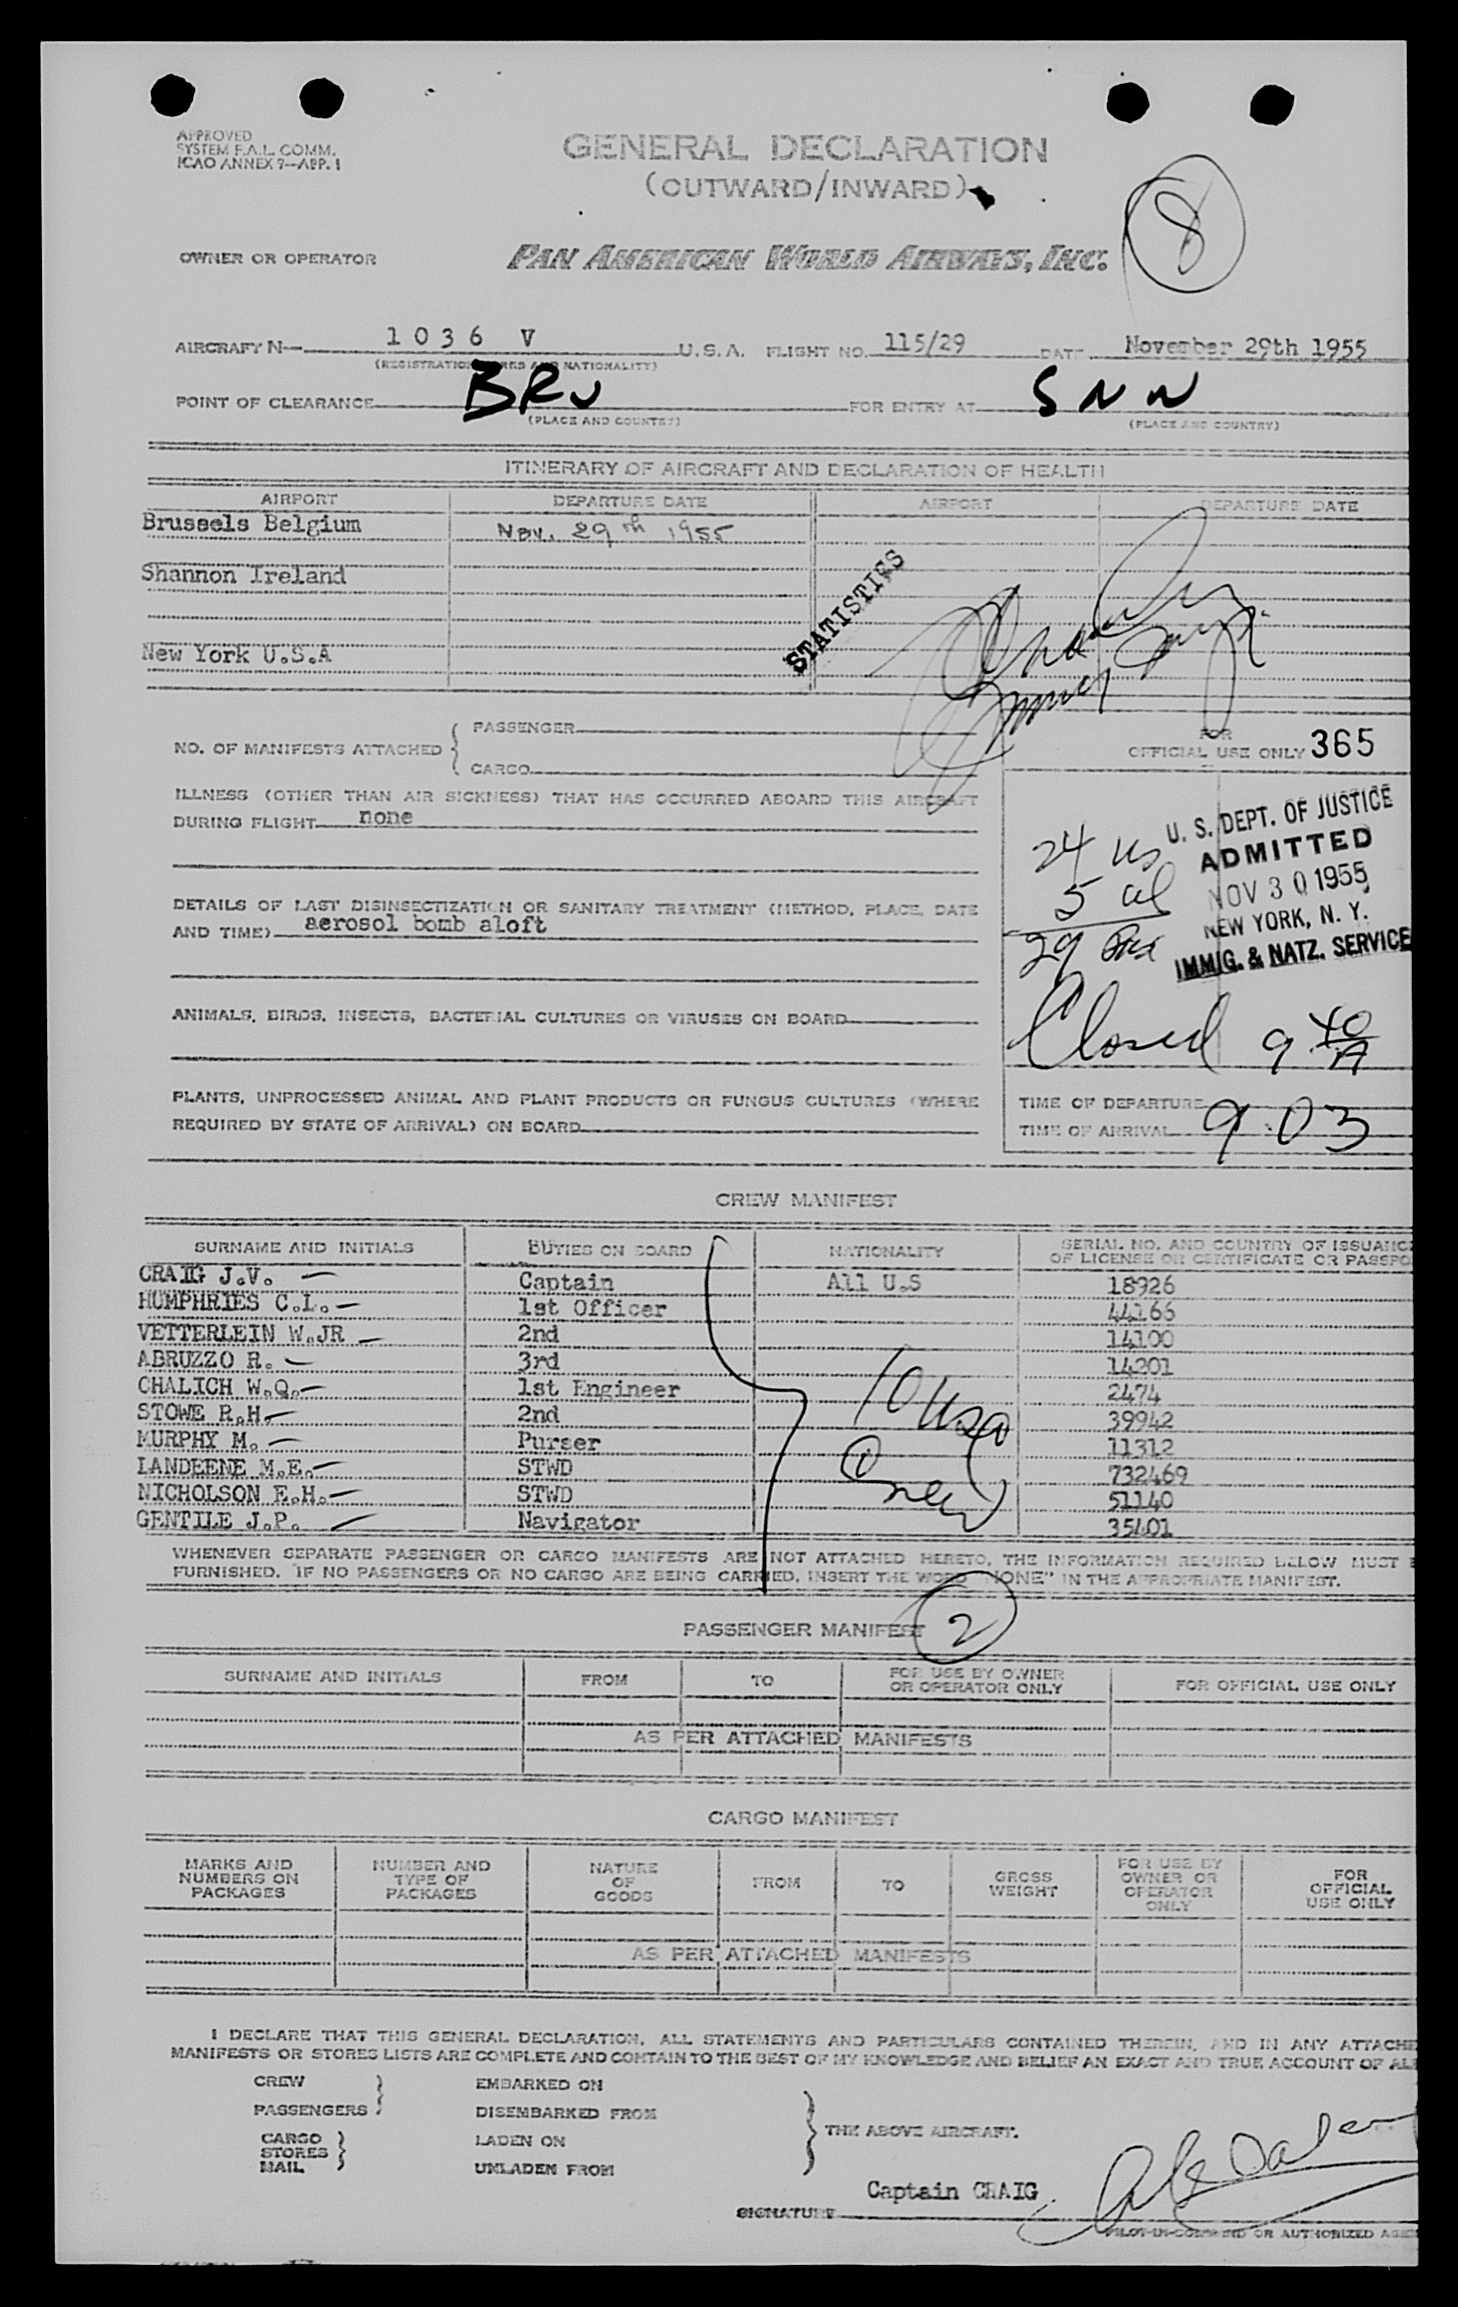 APPROVED
SYSTEM F.A.L. COMM.
ICAO ANNEX 9—APP. 1
GENERAL DECLARATION
(OUTWARD/INWARD)
8
OWNER OR OPERATOR PAN AMERICAN WORLD AIRWAYS, INC.
AIRCRAFT N— 1036 V U.S.A. FLIGHT NO. 115/29 DATE November 29th 1955
(REGISTRATION MARKS AND NATIONALITY)
POINT OF CLEARANCE BRU FOR ENTRY AT SNN
(PLACE AND COUNTRY) (PLACE AND COUNTRY)
ITINERARY OF AIRCRAFT AND DECLARATION OF HEALTH
AIRPORT DEPARTURE DATE AIRPORT DEPARTURE DATE
Brussels Belgium Nov. 29th 1955
Shannon Ireland
STATISTICS
New York U.S.A
NO. OF MANIFESTS ATTACHED { PASSENGER
CARGO
FOR
OFFICIAL USE ONLY 365
ILLNESS (OTHER THAN AIR SICKNESS) THAT HAS OCCURRED ABOARD THIS AIRCRAFT
DURING FLIGHT none
24 US
5 al
29
U. S. DEPT. OF JUSTICE
ADMITTED
NOV 30 1955
NEW YORK, N. Y.
IMMIG. & NATZ. SERVICE
DETAILS OF LAST DISINSECTIZATION OR SANITARY TREATMENT (METHOD, PLACE, DATE
AND TIME) aerosol bomb aloft
ANIMALS, BIRDS, INSECTS, BACTERIAL CULTURES OR VIRUSES ON BOARD
Closed 9 40 A
PLANTS, UNPROCESSED ANIMAL AND PLANT PRODUCTS OR FUNGUS CULTURES (WHERE
REQUIRED BY STATE OF ARRIVAL) ON BOARD
TIME OF DEPARTURE
TIME OF ARRIVAL 9:03
CREW MANIFEST
SURNAME AND INITIALS DUTIES ON BOARD NATIONALITY SERIAL NO. AND COUNTRY OF ISSUANCE
OF LICENSE OR CERTIFICATE OR PASSPO
CRAIG J.V. — Captain All U.S 18926
HUMPHRIES C.L. — 1st Officer 44166
VETTERLEIN W.JR — 2nd 14100
ABRUZZO R. — 3rd 14201
CHALICH W.Q. — 1st Engineer 2474
STOWE R.H. — 2nd 39942
MURPHY M. — Purser 11312
LANDEENE M.E. — STWD 732469
NICHOLSON E.H. — STWD 51140
GENTILE J.P. — Navigator 35401
10 USA
WHENEVER SEPARATE PASSENGER OR CARGO MANIFESTS ARE NOT ATTACHED HERETO, THE INFORMATION REQUIRED BELOW MUST B
FURNISHED. IF NO PASSENGERS OR NO CARGO ARE BEING CARRIED, INSERT THE WORD "NONE" IN THE APPROPRIATE MANIFEST.
PASSENGER MANIFEST 2
SURNAME AND INITIALS FROM TO FOR USE BY OWNER OR OPERATOR ONLY FOR OFFICIAL USE ONLY
AS PER ATTACHED MANIFESTS
CARGO MANIFEST
MARKS AND NUMBERS ON PACKAGES NUMBER AND TYPE OF PACKAGES NATURE OF GOODS FROM TO GROSS WEIGHT FOR USE BY OWNER OR OPERATOR ONLY FOR OFFICIAL USE ONLY
AS PER ATTACHED MANIFESTS
I DECLARE THAT THIS GENERAL DECLARATION, ALL STATEMENTS AND PARTICULARS CONTAINED THEREIN, AND IN ANY ATTACHE
MANIFESTS OR STORES LISTS ARE COMPLETE AND CONTAIN TO THE BEST OF MY KNOWLEDGE AND BELIEF AN EXACT AND TRUE ACCOUNT OF AL
CREW EMBARKED ON
PASSENGERS DISEMBARKED FROM
CARGO LADEN ON THE ABOVE AIRCRAFT.
STORES
MAIL UNLADEN FROM
Captain CRAIG
SIGNATURE
PILOT-IN-COMMAND OR AUTHORIZED AGEN